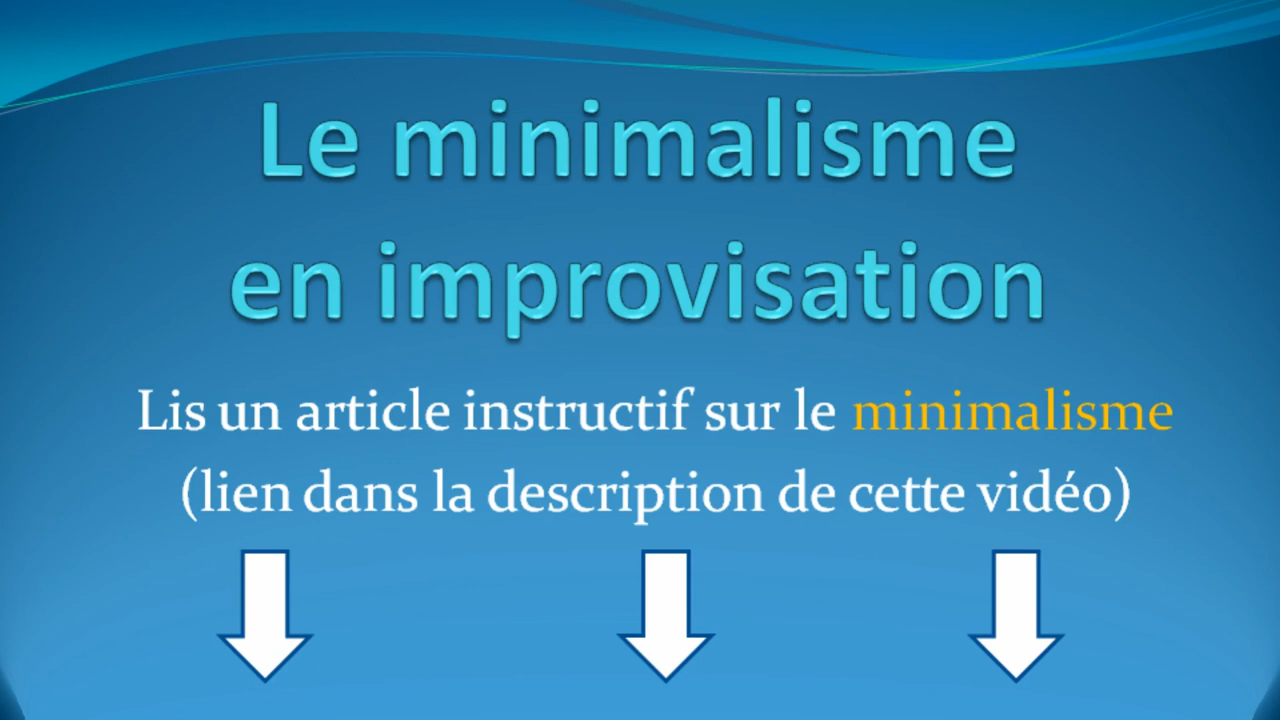 Le minimalisme
en improvisation
Lis un article instructif sur le minimalisme
(lien dans la description de cette vidéo)